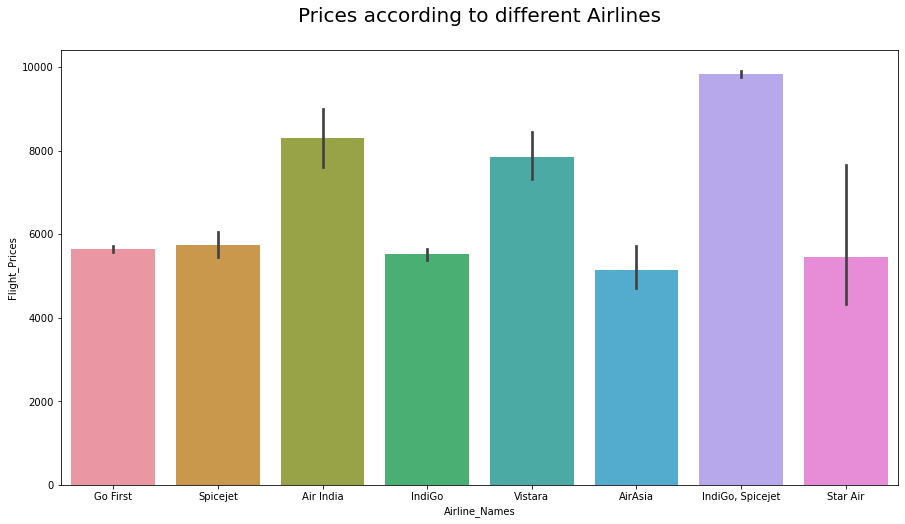 Prices according to different Airlines
Flight_Prices
10000
8000
6000
4000
2000
0
Go First Spicejet Air India IndiGo Vistara AirAsia IndiGo, Spicejet Star Air
Airline_Names